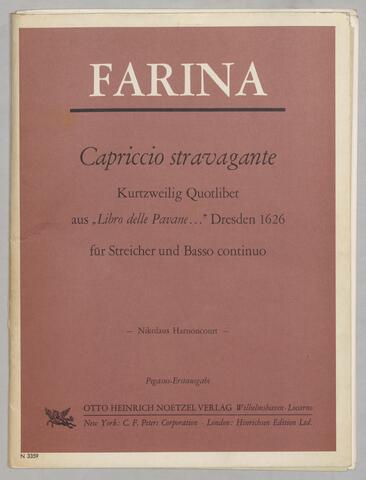 FARINA
Capriccio stravagante
Kurtzweilig Quotlibet
aus „Libro delle Pavane...” Dresden 1626
für Streicher und Basso continuo
– Nikolaus Harnoncourt –
Pegasus-Erstausgabe
OTTO HEINRICH NOETZEL VERLAG Wilhelmshaven · Locarno
New York: C. F. Peters Corporation · London: Hinrichsen Edition Ltd.
N 3359